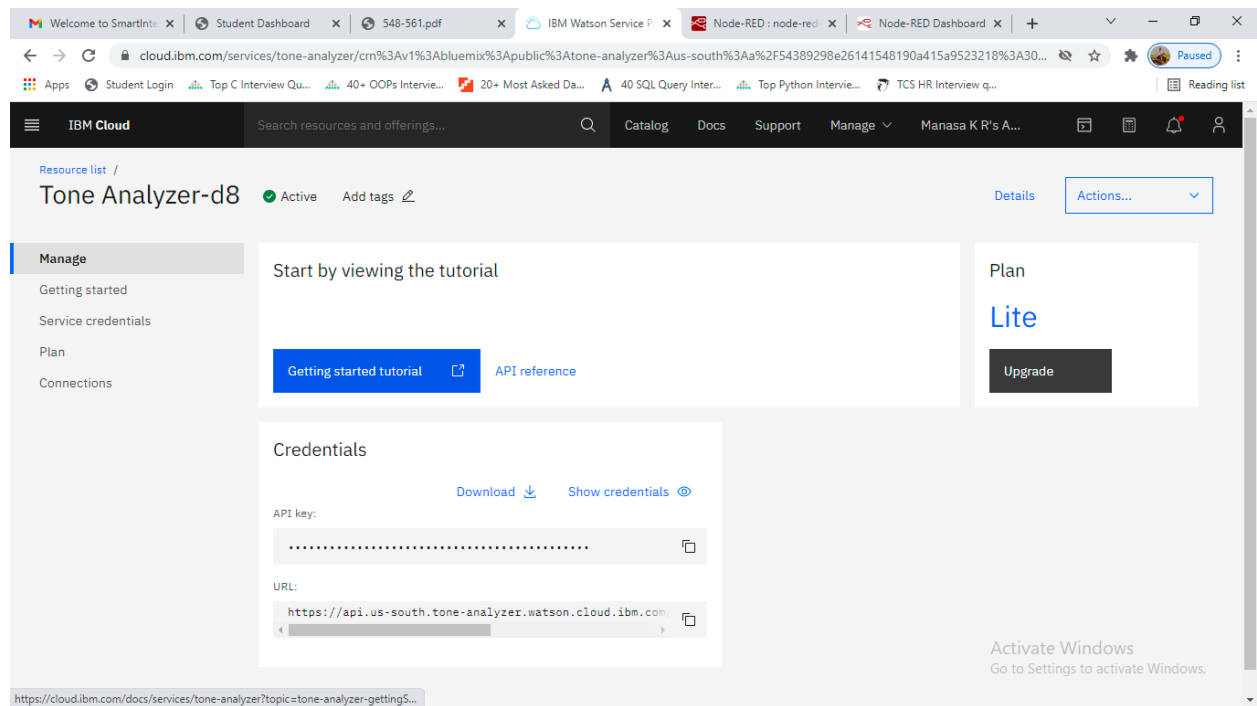 Welcome to SmartInte Student Dashboard 548-561.pdf IBM Watson Service Pa Node-RED : node-red Node-RED Dashboard
cloud.ibm.com/services/tone-analyzer/crn%3Av1%3Abluemix%3Apublic%3Atone-analyzer%3Aus-south%3Aa%2F54389298e26141548190a415a9523218%3A30... Paused
Apps Student Login Top C Interview Qu... 40+ OOPs Intervie... 20+ Most Asked Da... 40 SQL Query Inter... Top Python Intervie... TCS HR Interview q... Reading list
IBM Cloud Search resources and offerings... Catalog Docs Support Manage Manasa K R's A...
Resource list /
Tone Analyzer-d8 Active Add tags Details Actions...
Manage
Getting started
Service credentials
Plan
Connections
Start by viewing the tutorial
Getting started tutorial API reference
Plan
Lite
Upgrade
Credentials
Download Show credentials
API key:
URL:
https://api.us-south.tone-analyzer.watson.cloud.ibm.com
Activate Windows
Go to Settings to activate Windows.
https://cloud.ibm.com/docs/services/tone-analyzer?topic=tone-analyzer-gettingS...